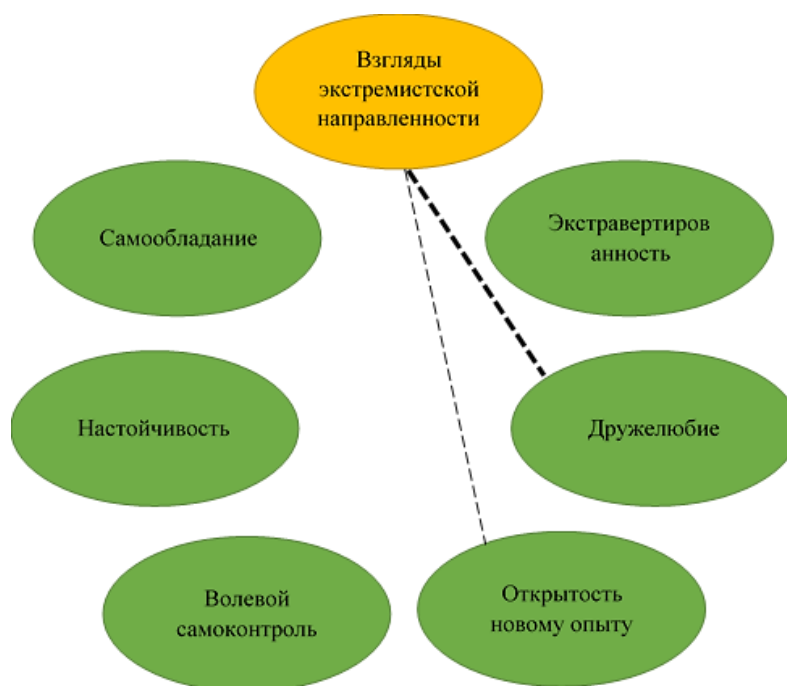 Взгляды
экстремистской
направленности
Самообладание
Экстравертиров
анность
Настойчивость
Дружелюбие
Волевой
самоконтроль
Открытость
новому опыту